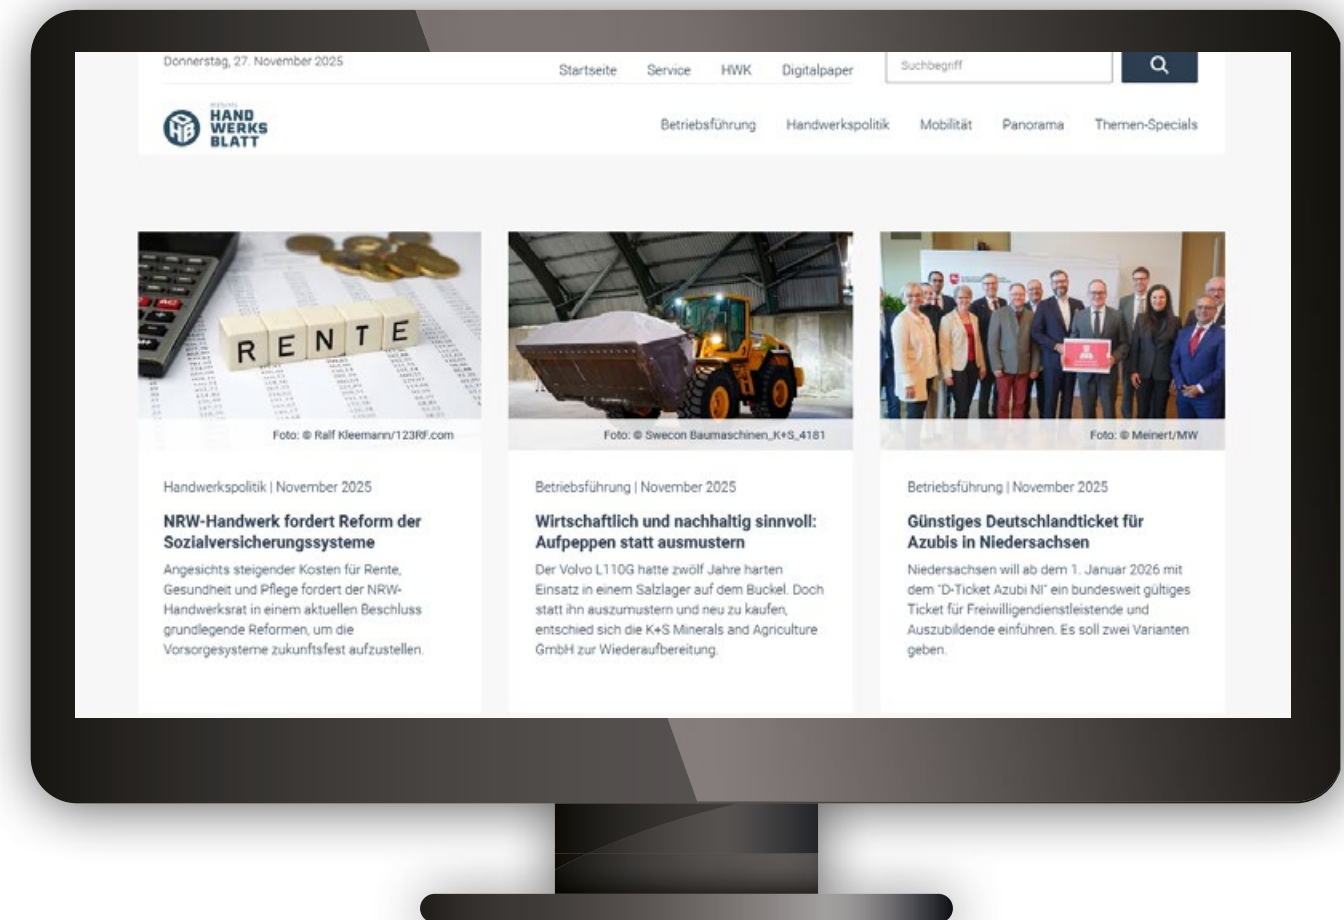 Donnerstag, 27. November 2025
Startseite Service HWK Digitalpaper
Suchbegriff
HAND
WERKS
BLATT
Betriebsführung Handwerkspolitik Mobilität Panorama Themen-Specials
RENTE
Foto: © Ralf Kleemann/123RF.com
Handwerkspolitik | November 2025
NRW-Handwerk fordert Reform der
Sozialversicherungssysteme
Angesichts steigender Kosten für Rente,
Gesundheit und Pflege fordert der NRW-
Handwerksrat in einem aktuellen Beschluss
grundlegende Reformen, um die
Vorsorgesysteme zukunftsfest aufzustellen.
Foto: © Swecon Baumaschinen_K+S_4181
Betriebsführung | November 2025
Wirtschaftlich und nachhaltig sinnvoll:
Aufpeppen statt ausmustern
Der Volvo L110G hatte zwölf Jahre harten
Einsatz in einem Salzlager auf dem Buckel. Doch
statt ihn auszumustern und neu zu kaufen,
entschied sich die K+S Minerals and Agriculture
GmbH zur Wiederaufbereitung.
Foto: © Meinert/MW
Betriebsführung | November 2025
Günstiges Deutschlandticket für
Azubis in Niedersachsen
Niedersachsen will ab dem 1. Januar 2026 mit
dem "D-Ticket Azubi NI" ein bundesweit gültiges
Ticket für Freiwilligendienstleistende und
Auszubildende einführen. Es soll zwei Varianten
geben.